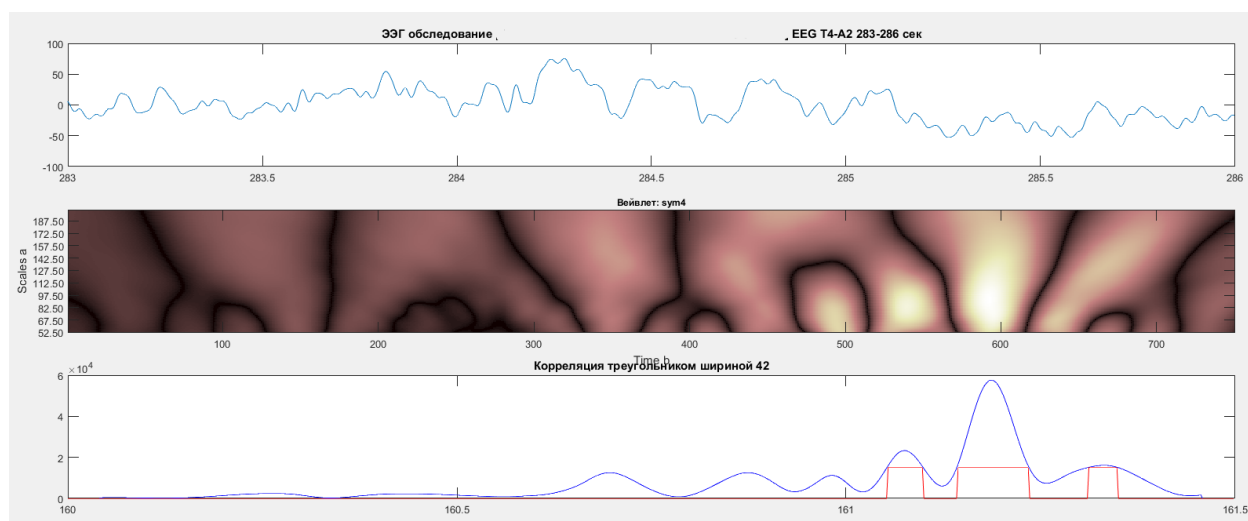 ЭЭГ обследование , EEG T4-A2 283-286 сек
100
50
0
-50
-100
283 283.5 284 284.5 285 285.5 286
Вейвлет: sym4
Scales a
187.50
172.50
157.50
142.50
127.50
112.50
97.50
82.50
67.50
52.50
100 200 300 400 500 600 700
Time b
Корреляция треугольником шириной 42
× 10^4
6
4
2
0
160 160.5 161 161.5